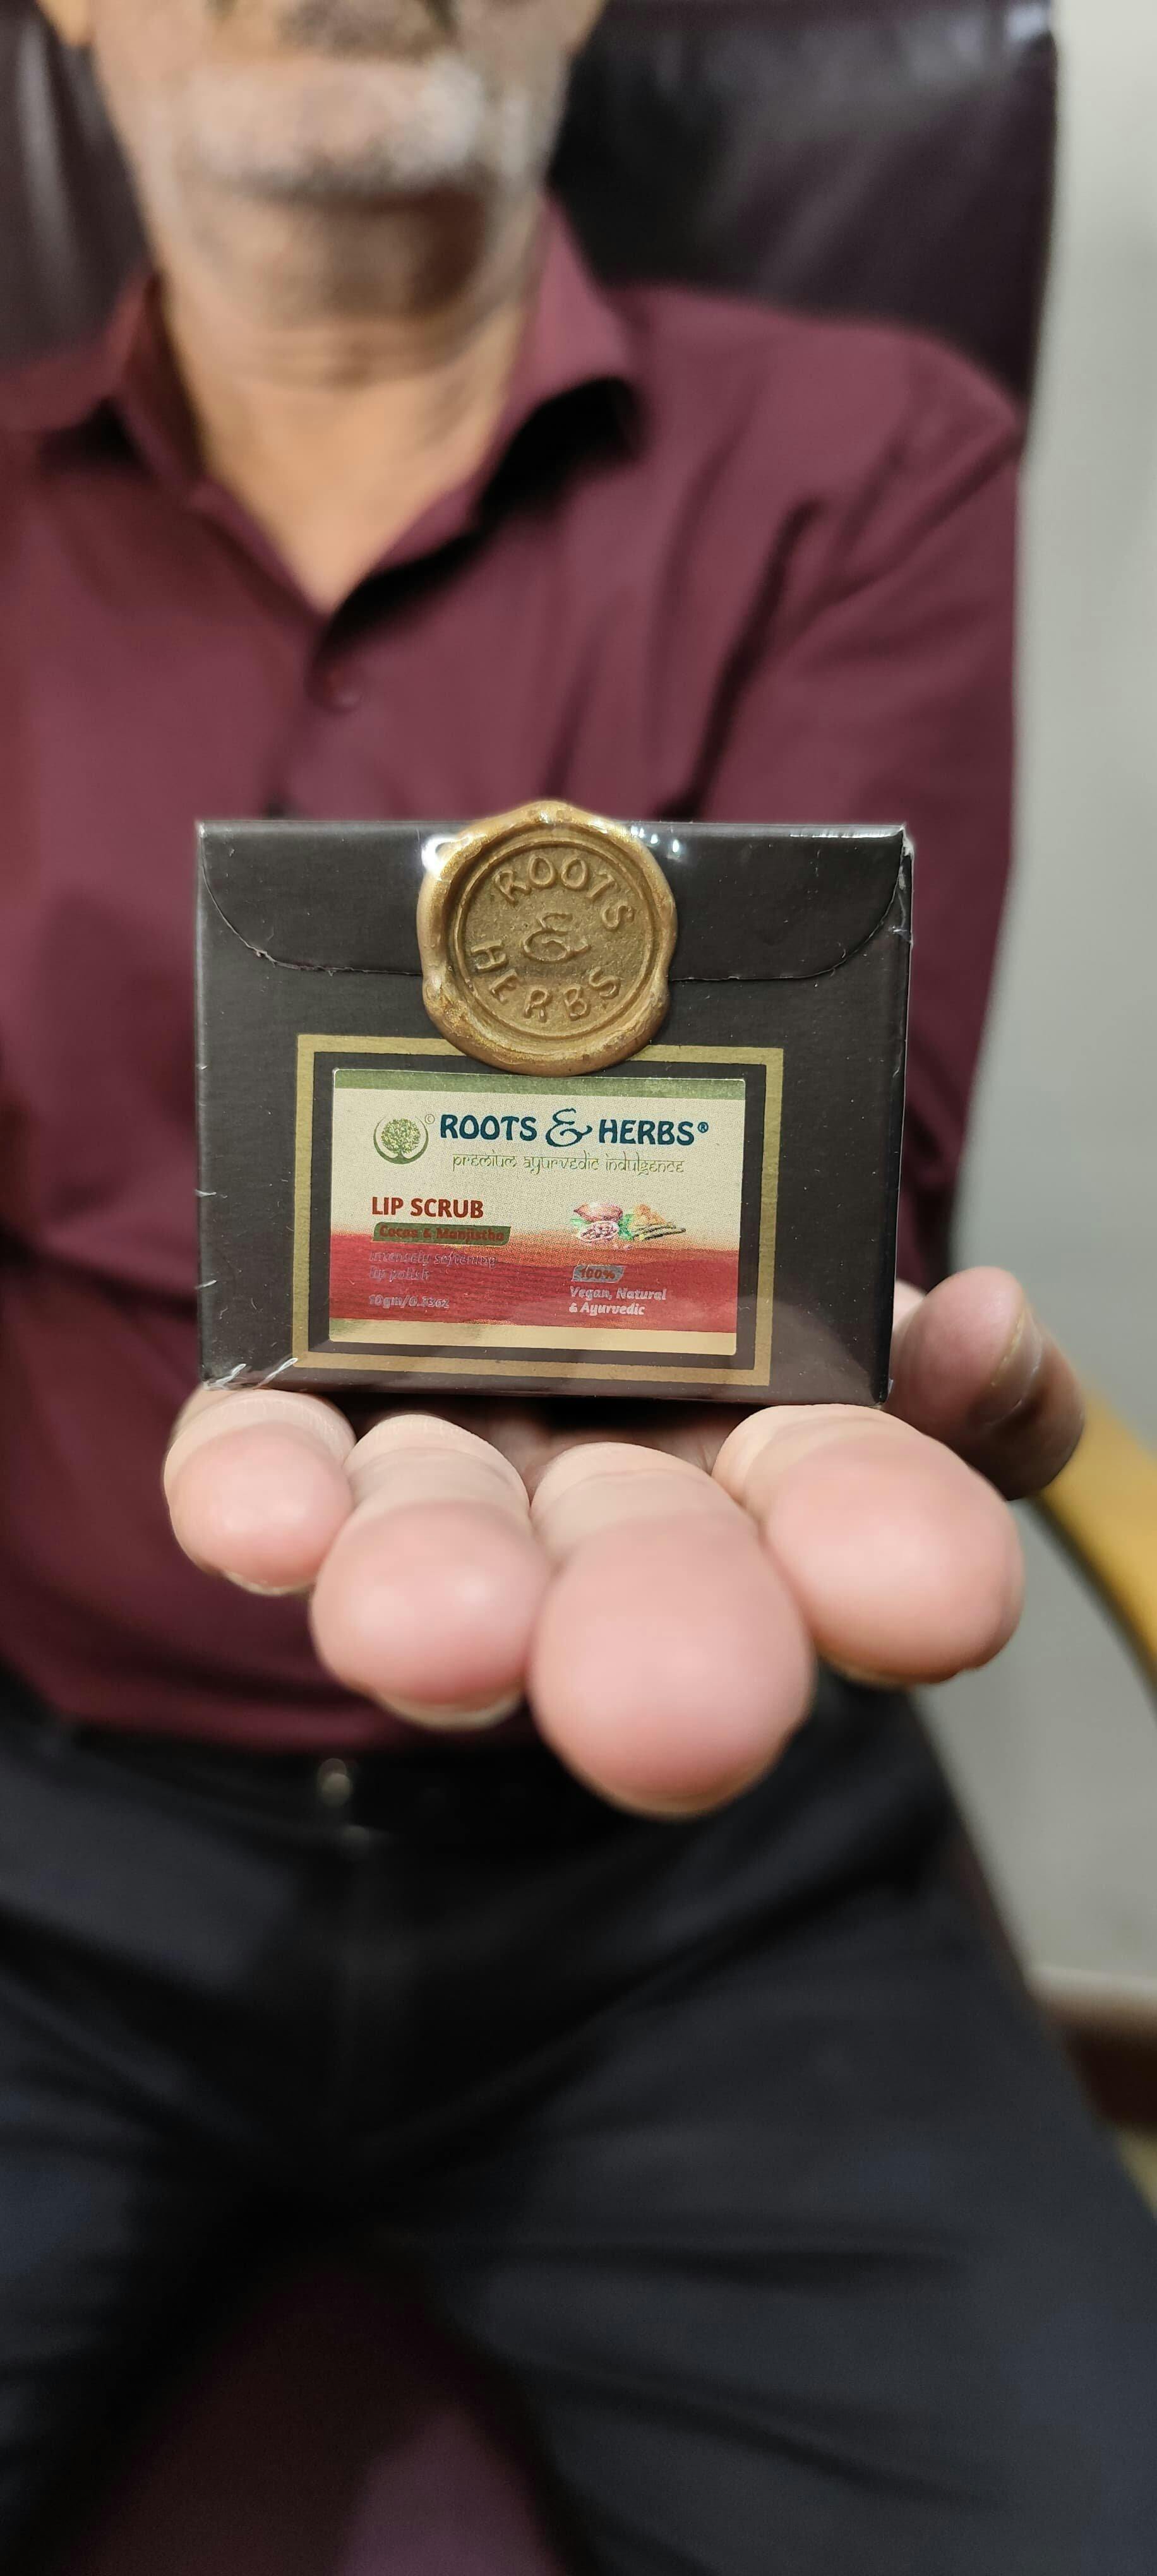 ROOTS
&
HERBS
© ROOTS & HERBS®
premium ayurvedic indulgence
LIP SCRUB
Cocoa & Manjistha
intensely softening
lip polish
10gm/0.32oz
100%
Vegan, Natural
& Ayurvedic